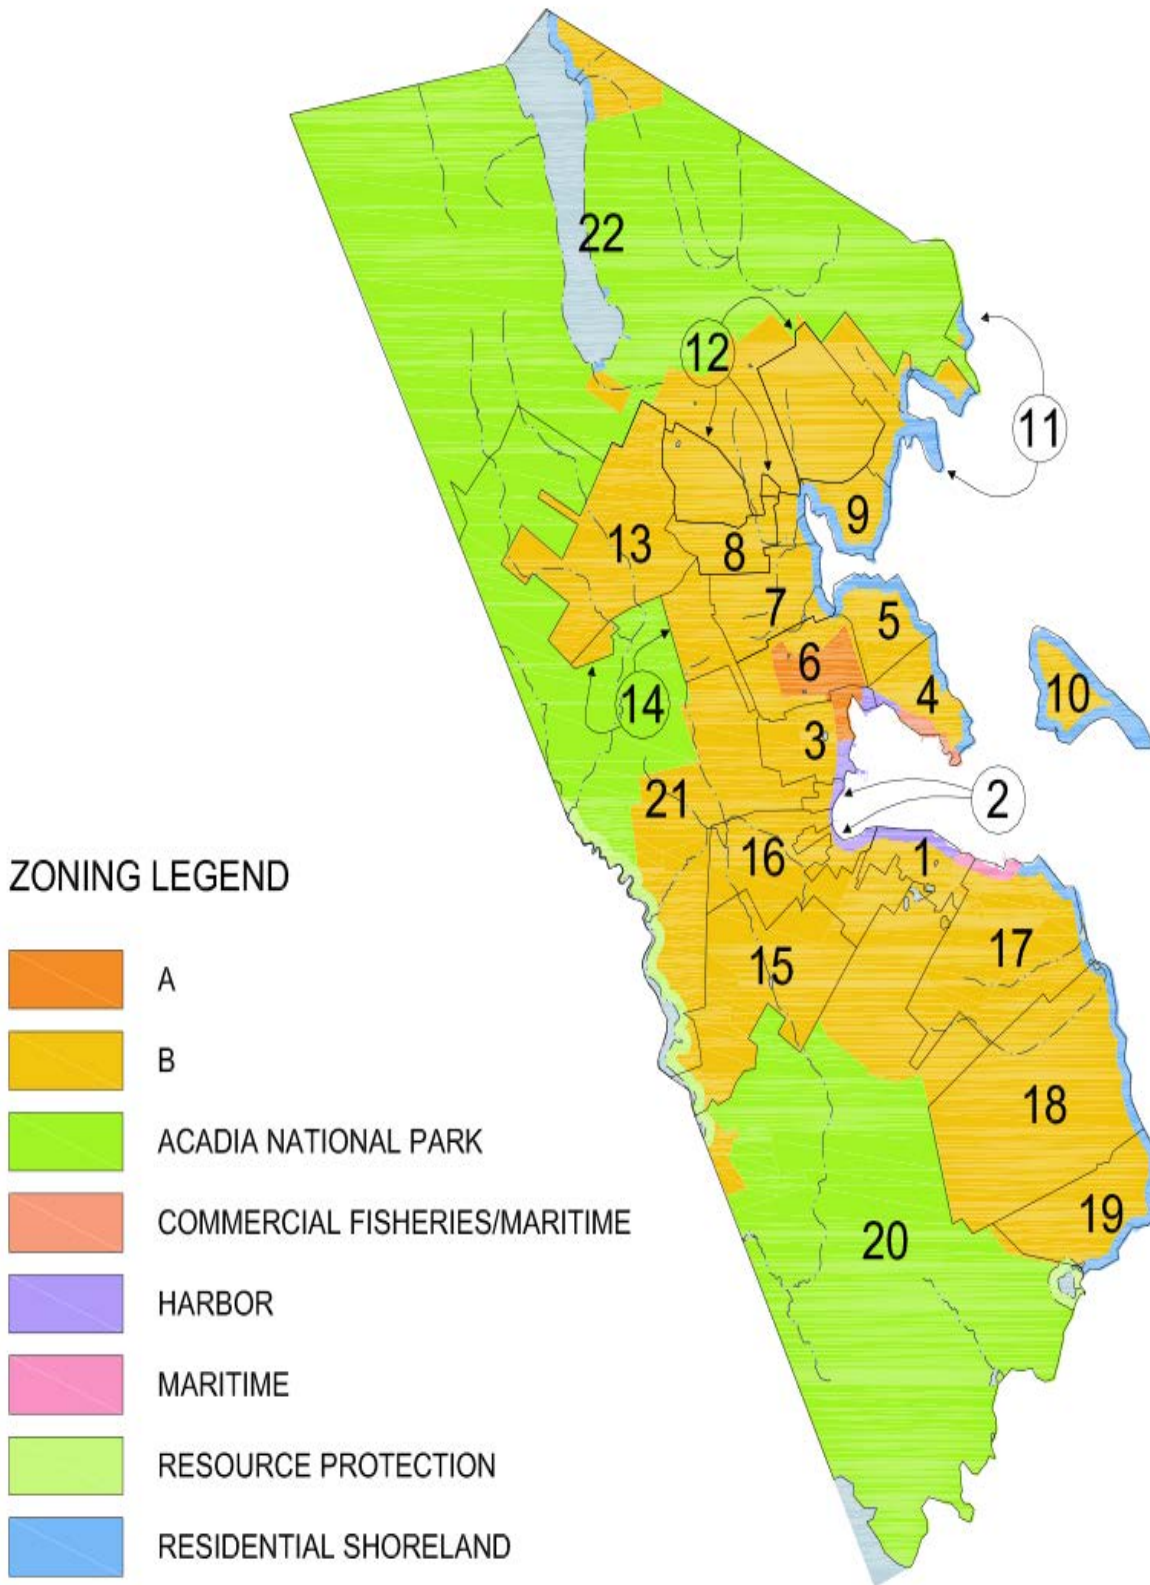 22
12
11
9
13
8
7
5
6
4
10
14
3
21
2
16
1
15
17
18
19
20
ZONING LEGEND
A
B
ACADIA NATIONAL PARK
COMMERCIAL FISHERIES/MARITIME
HARBOR
MARITIME
RESOURCE PROTECTION
RESIDENTIAL SHORELAND